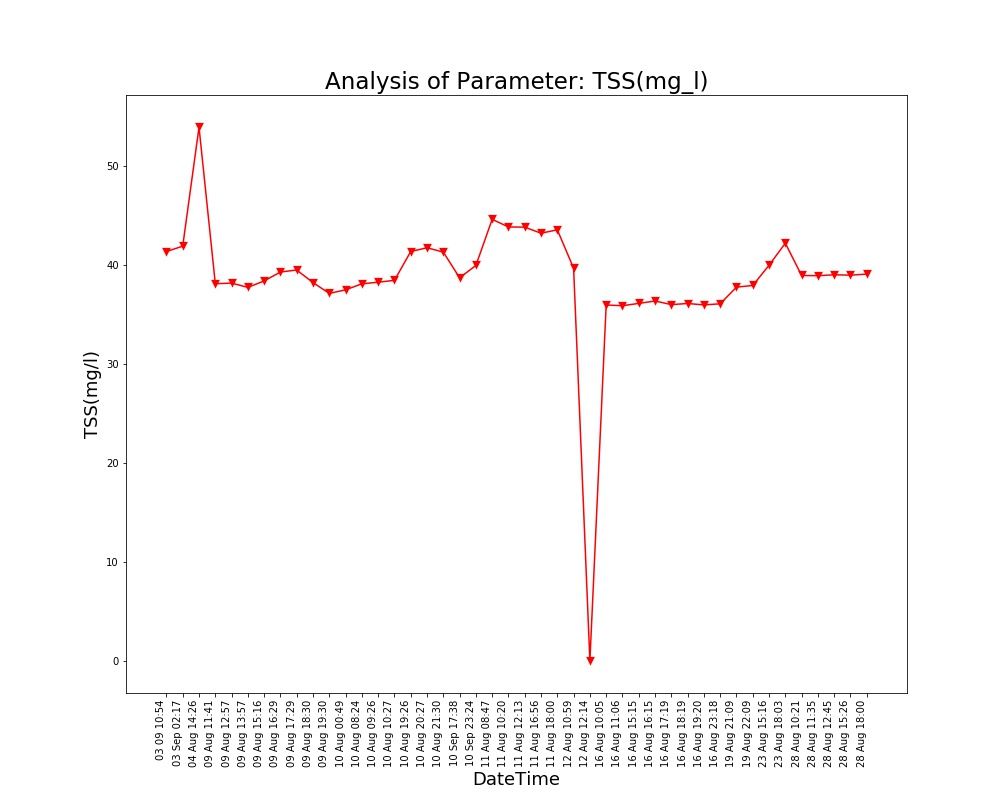 Analysis of Parameter: TSS(mg_l)
TSS(mg/l)
50
40
30
20
10
0
03 09 10:54
03 Sep 02:17
04 Aug 14:26
09 Aug 11:41
09 Aug 12:57
09 Aug 13:57
09 Aug 15:16
09 Aug 16:29
09 Aug 17:29
09 Aug 18:30
09 Aug 19:30
10 Aug 00:49
10 Aug 08:24
10 Aug 09:26
10 Aug 10:27
10 Aug 19:26
10 Aug 20:27
10 Aug 21:30
10 Sep 17:38
10 Sep 23:24
11 Aug 08:47
11 Aug 10:20
11 Aug 12:13
11 Aug 16:56
11 Aug 18:00
12 Aug 10:59
12 Aug 12:14
16 Aug 10:05
16 Aug 11:06
16 Aug 15:15
16 Aug 16:15
16 Aug 17:19
16 Aug 18:19
16 Aug 19:20
16 Aug 23:18
19 Aug 21:09
19 Aug 22:09
23 Aug 15:16
23 Aug 18:03
28 Aug 10:21
28 Aug 11:35
28 Aug 12:45
28 Aug 15:26
28 Aug 18:00
DateTime